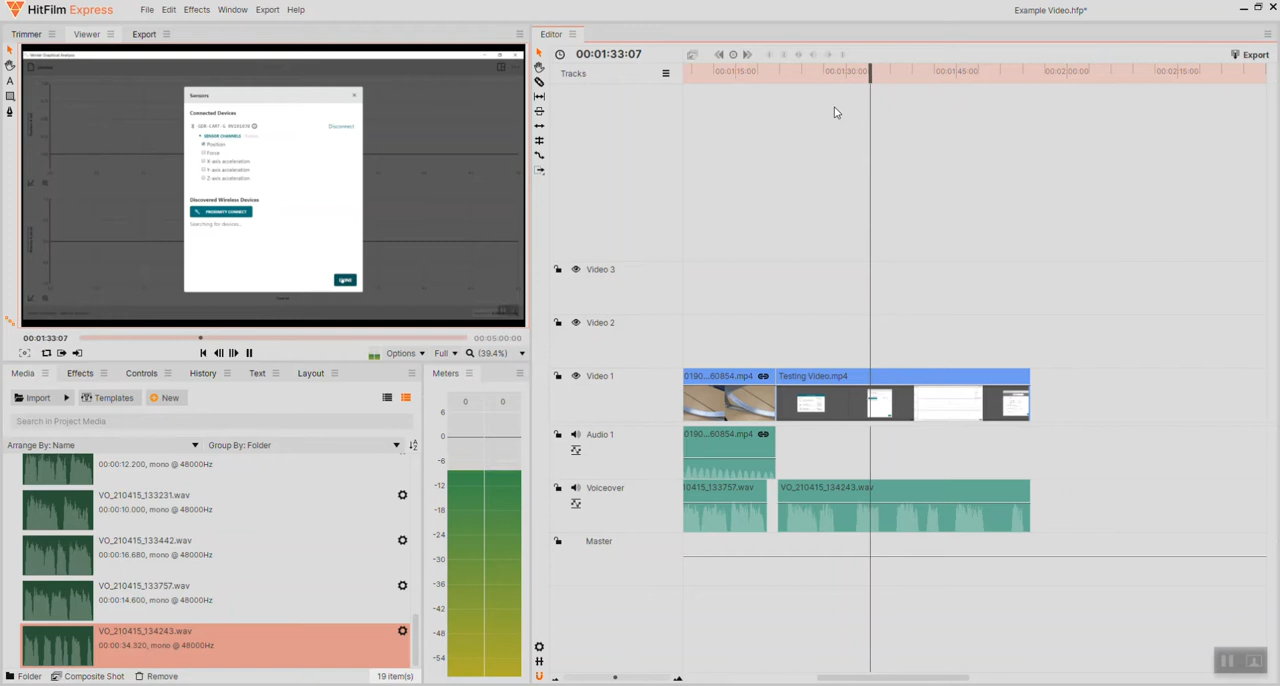 HitFilm Express
File Edit Effects Window Export Help
Example Video.hfp*
Trimmer Viewer Export
Sensors
Connected Devices
Disconnect
SENSOR CHANNELS
Position
Force
X-axis acceleration
Y-axis acceleration
Z-axis acceleration
Discovered Wireless Devices
PROXIMITY CONNECT
Searching for devices...
DONE
00:01:33:07
00:05:00:00
Options Full (39.4%)
Media Effects Controls History Text Layout
Import Templates New
Search in Project Media
Arrange By: Name Group By: Folder
00:00:12.200, mono @ 48000Hz
VO_210415_133231.wav
00:00:10.000, mono @ 48000Hz
VO_210415_133442.wav
00:00:16.680, mono @ 48000Hz
VO_210415_133757.wav
00:00:14.600, mono @ 48000Hz
VO_210415_134243.wav
00:00:34.320, mono @ 48000Hz
Folder Composite Shot Remove 19 item(s)
Meters
0 0
6
0
-6
-12
-18
-24
-30
-36
-42
-48
-54
Editor
00:01:33:07
Export
Tracks
00:01:15:00 00:01:30:00 00:01:45:00 00:02:00:00 00:02:15:00
Video 3
Video 2
Video 1
0190...60854.mp4 Testing Video.mp4
Audio 1
0190...60854.mp4
Voiceover
10415_133757.wav VO_210415_134243.wav
Master